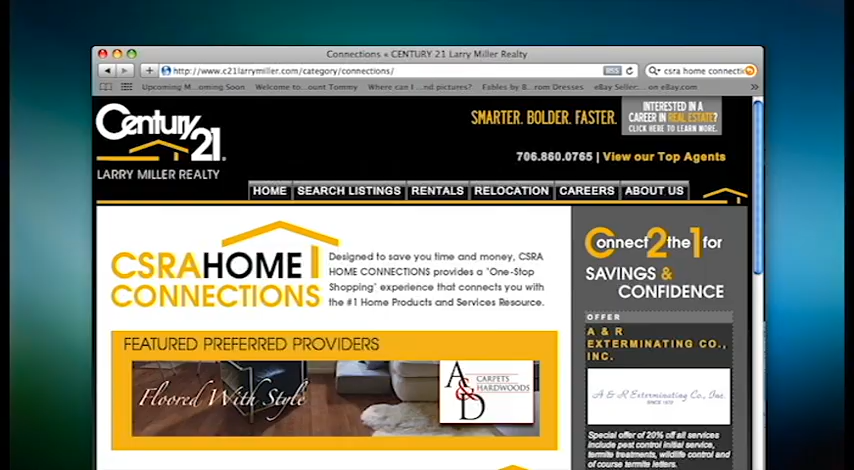 Connections « CENTURY 21 Larry Miller Realty
http://www.c21larrymiller.com/category/connections/
RSS
csra home connecti
Upcoming M...oming Soon
Welcome to...ount Tommy
Where can I ...nd pictures?
Fables by B...rom Dresses
eBay Seller:... on eBay.com
Century 21
LARRY MILLER REALTY
SMARTER. BOLDER. FASTER.
INTERESTED IN A
CAREER IN REAL ESTATE?
CLICK HERE TO LEARN MORE.
706.860.0765 | View our Top Agents
HOME
SEARCH LISTINGS
RENTALS
RELOCATION
CAREERS
ABOUT US
CSRAHOME
CONNECTIONS
Designed to save you time and money, CSRA
HOME CONNECTIONS provides a "One-Stop
Shopping" experience that connects you with
the #1 Home Products and Services Resource.
FEATURED PREFERRED PROVIDERS
Floored With Style
A&D
CARPETS
HARDWOODS
Connect2the1for
SAVINGS &
CONFIDENCE
OFFER
A & R
EXTERMINATING CO.,
INC.
A & R Exterminating Co., Inc.
SINCE 1972
Special offer of 20% off all services
include pest control initial service,
termite treatments, wildlife control and
of course termite letters.